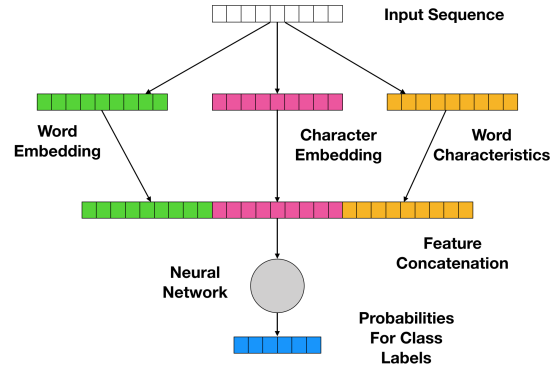 Input Sequence
Word
Embedding
Character
Embedding
Word
Characteristics
Feature
Concatenation
Neural
Network
Probabilities
For Class
Labels